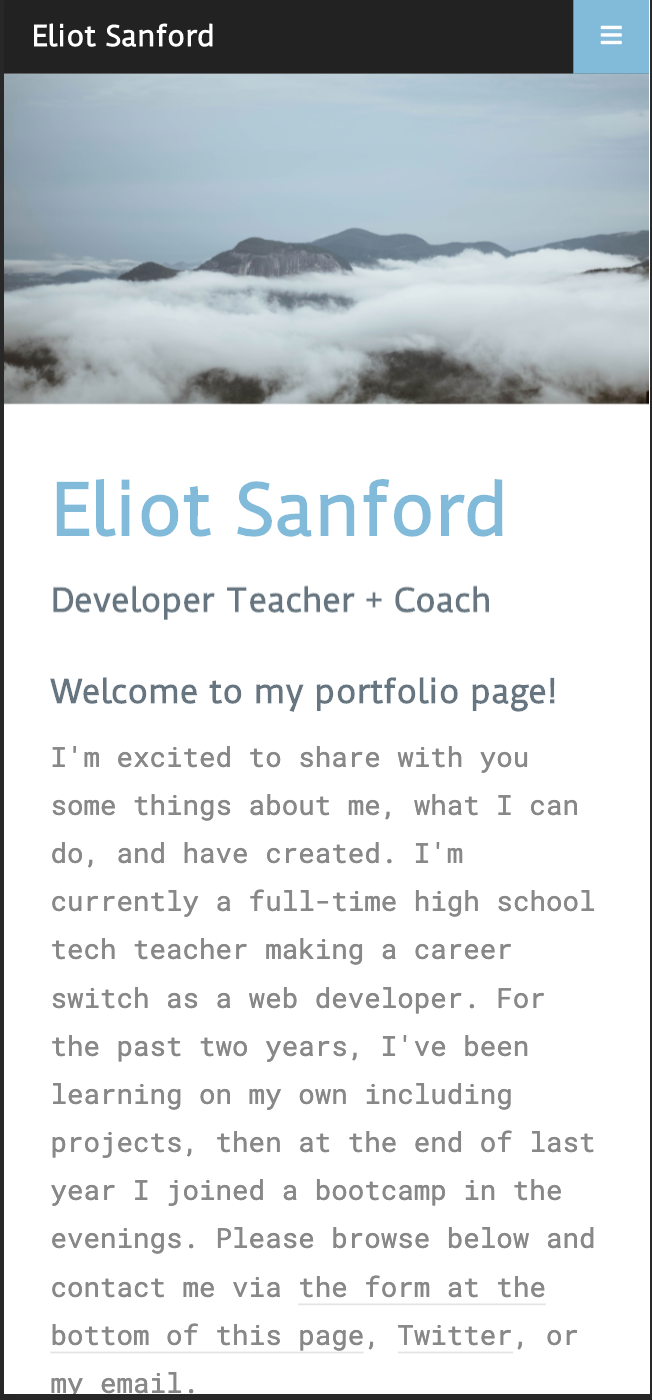 Eliot Sanford
Eliot Sanford
Developer Teacher + Coach
Welcome to my portfolio page!
I'm excited to share with you
some things about me, what I can
do, and have created. I'm
currently a full-time high school
tech teacher making a career
switch as a web developer. For
the past two years, I've been
learning on my own including
projects, then at the end of last
year I joined a bootcamp in the
evenings. Please browse below and
contact me via the form at the
bottom of this page, Twitter, or
my email.